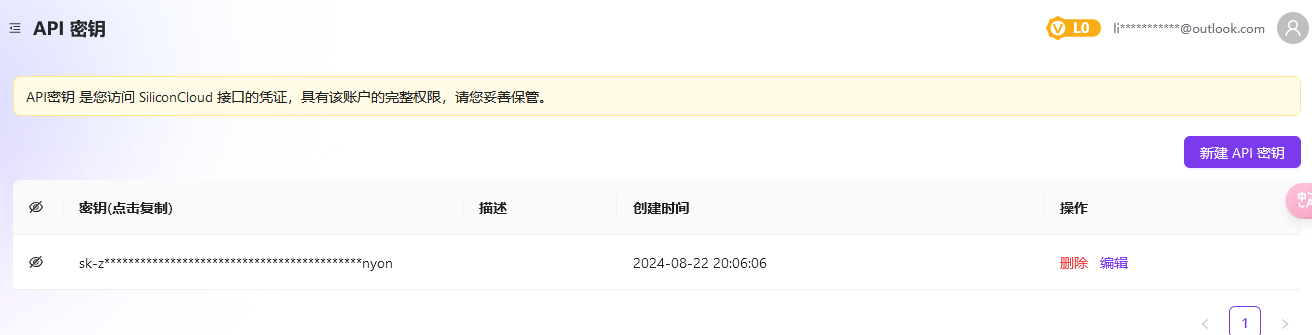 API 密钥
L0
li***********@outlook.com
API密钥 是您访问 SiliconCloud 接口的凭证，具有该账户的完整权限，请您妥善保管。
新建 API 密钥
密钥(点击复制) 描述 创建时间 操作
sk-z********************************************nyon 2024-08-22 20:06:06 删除 编辑
1